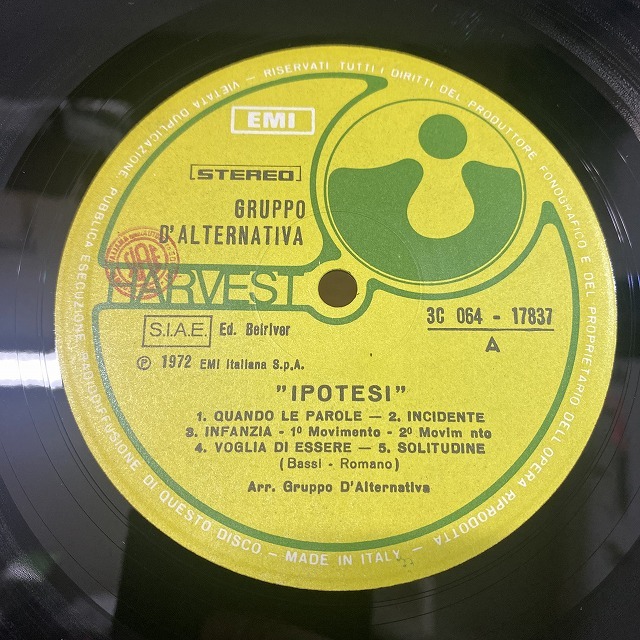 VIETATA DUPLICAZIONE PUBBLICA ESECUZIONE RADIODIFFUSIONE DI QUESTO DISCO - MADE IN ITALY - RISERVATI TUTTI I DIRITTI DEL PRODUTTORE FONOGRAFICO E DEL PROPRIETARIO DELL'OPERA RIPRODOTTA
EMI
STEREO
GRUPPO
D'ALTERNATIVA
HARVEST
S.I.A.E.
Ed. Belriver
3C 064 - 17837
A
℗ 1972 EMI Italiana S.p.A.
"IPOTESI"
1. QUANDO LE PAROLE — 2. INCIDENTE
3. INFANZIA - 1º Movimento - 2º Movim nto
4. VOGLIA DI ESSERE — 5. SOLITUDINE
(Bassi - Romano)
Arr. Gruppo D'Alternativa